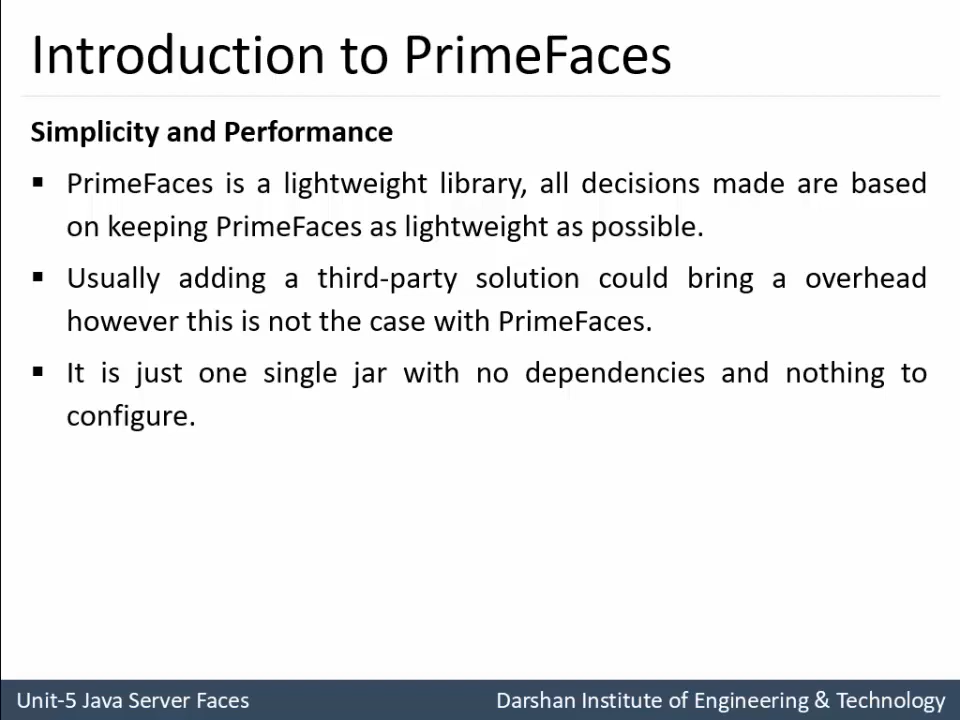 Introduction to PrimeFaces
Simplicity and Performance
▪ PrimeFaces is a lightweight library, all decisions made are based
on keeping PrimeFaces as lightweight as possible.
▪ Usually adding a third-party solution could bring a overhead
however this is not the case with PrimeFaces.
▪ It is just one single jar with no dependencies and nothing to
configure.
Unit-5 Java Server Faces
Darshan Institute of Engineering & Technology